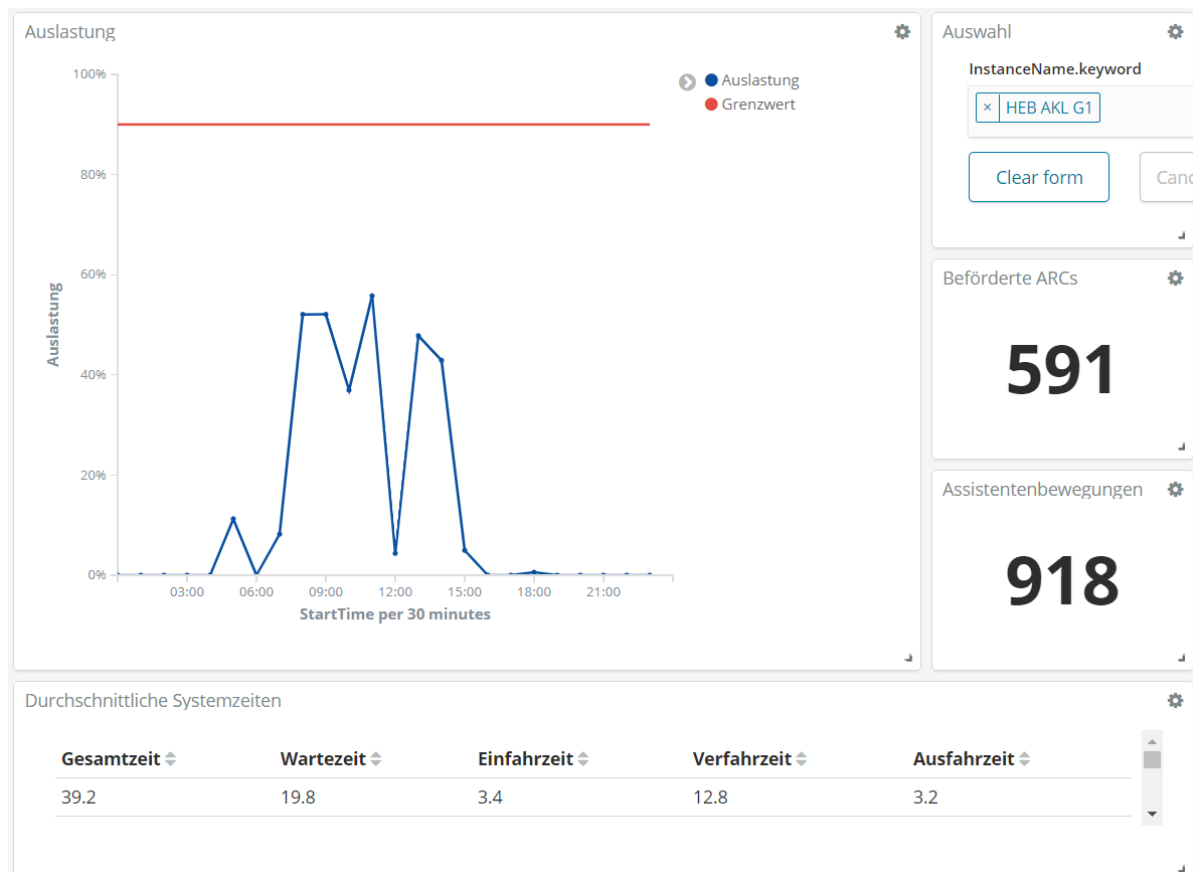 Auslastung
100%
80%
60%
40%
20%
0%
Auslastung
03:00 06:00 09:00 12:00 15:00 18:00 21:00
StartTime per 30 minutes
Auslastung
Grenzwert
Auswahl
InstanceName.keyword
× HEB AKL G1
Clear form
Canc
Beförderte ARCs
591
Assistentenbewegungen
918
Durchschnittliche Systemzeiten
Gesamtzeit Wartezeit Einfahrzeit Verfahrzeit Ausfahrzeit
39.2 19.8 3.4 12.8 3.2